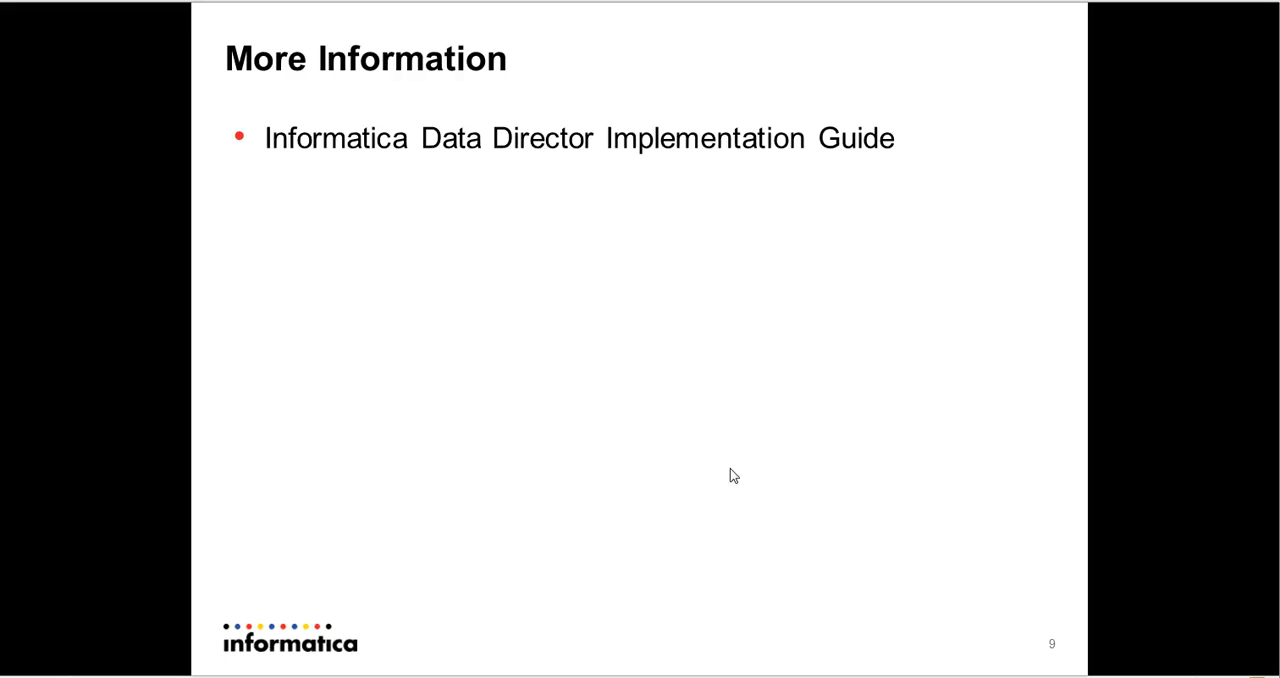 More Information
• Informatica Data Director Implementation Guide
informatica
9